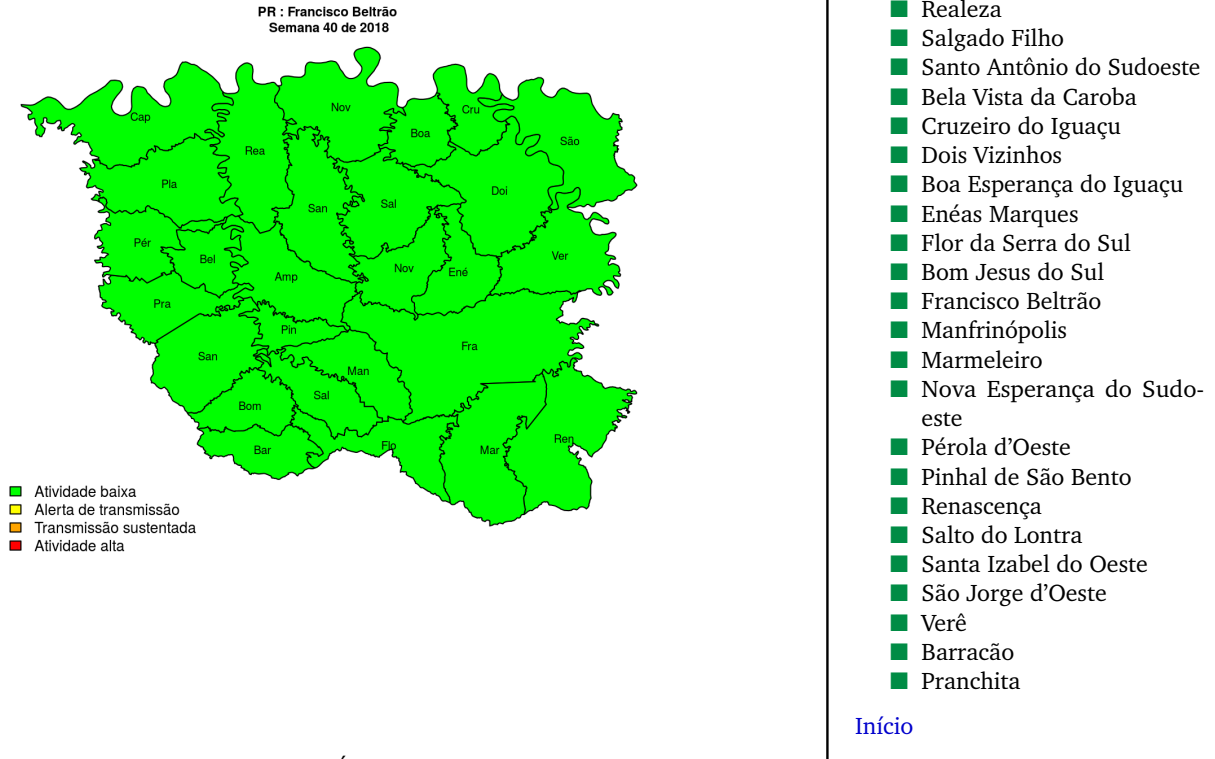 PR : Francisco Beltrão
Semana 40 de 2018
Cap
Nov
Cru
Boa
São
Rea
Pla
Doi
San
Sal
Pér
Bel
Ver
Nov
Ené
Amp
Pra
Pin
Fra
San
Man
Sal
Bom
Ren
Flo
Bar
Mar
Atividade baixa
Alerta de transmissão
Transmissão sustentada
Atividade alta
Realeza
Salgado Filho
Santo Antônio do Sudoeste
Bela Vista da Caroba
Cruzeiro do Iguaçu
Dois Vizinhos
Boa Esperança do Iguaçu
Enéas Marques
Flor da Serra do Sul
Bom Jesus do Sul
Francisco Beltrão
Manfrinópolis
Marmeleiro
Nova Esperança do Sudo-
este
Pérola d'Oeste
Pinhal de São Bento
Renascença
Salto do Lontra
Santa Izabel do Oeste
São Jorge d'Oeste
Verê
Barracão
Pranchita
Início